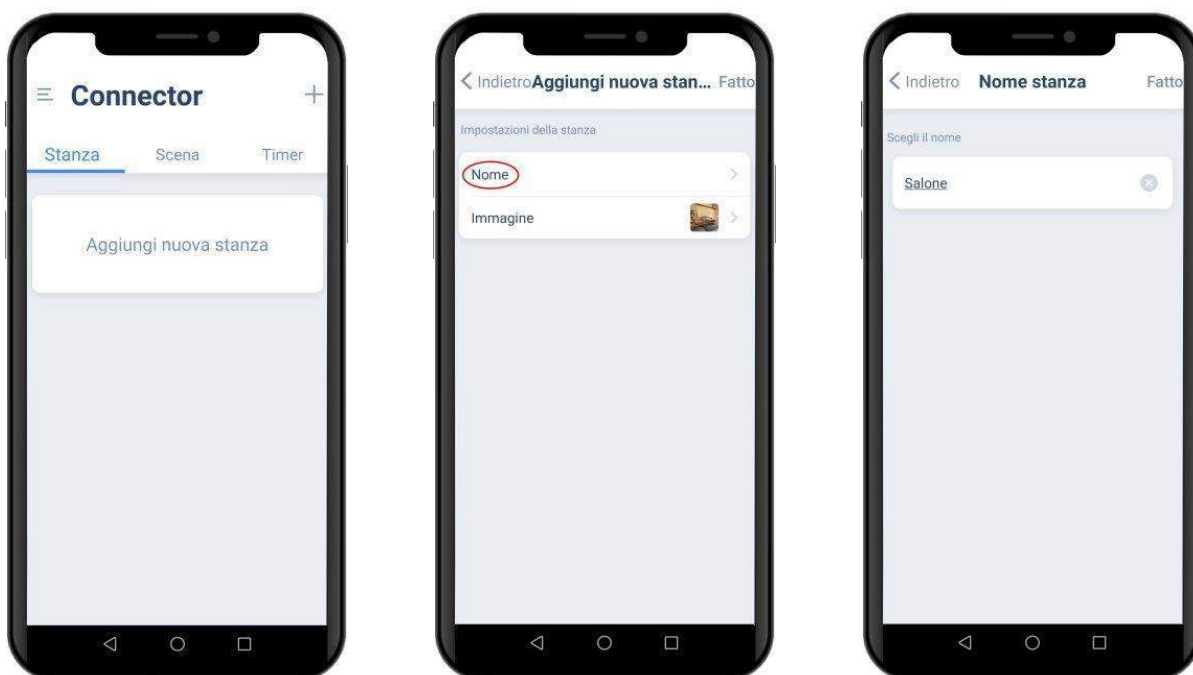 Connector
Stanza Scena Timer
Aggiungi nuova stanza
Indietro Aggiungi nuova stan... Fatto
Impostazioni della stanza
Nome
Immagine
Indietro Nome stanza Fatto
Scegli il nome
Salone